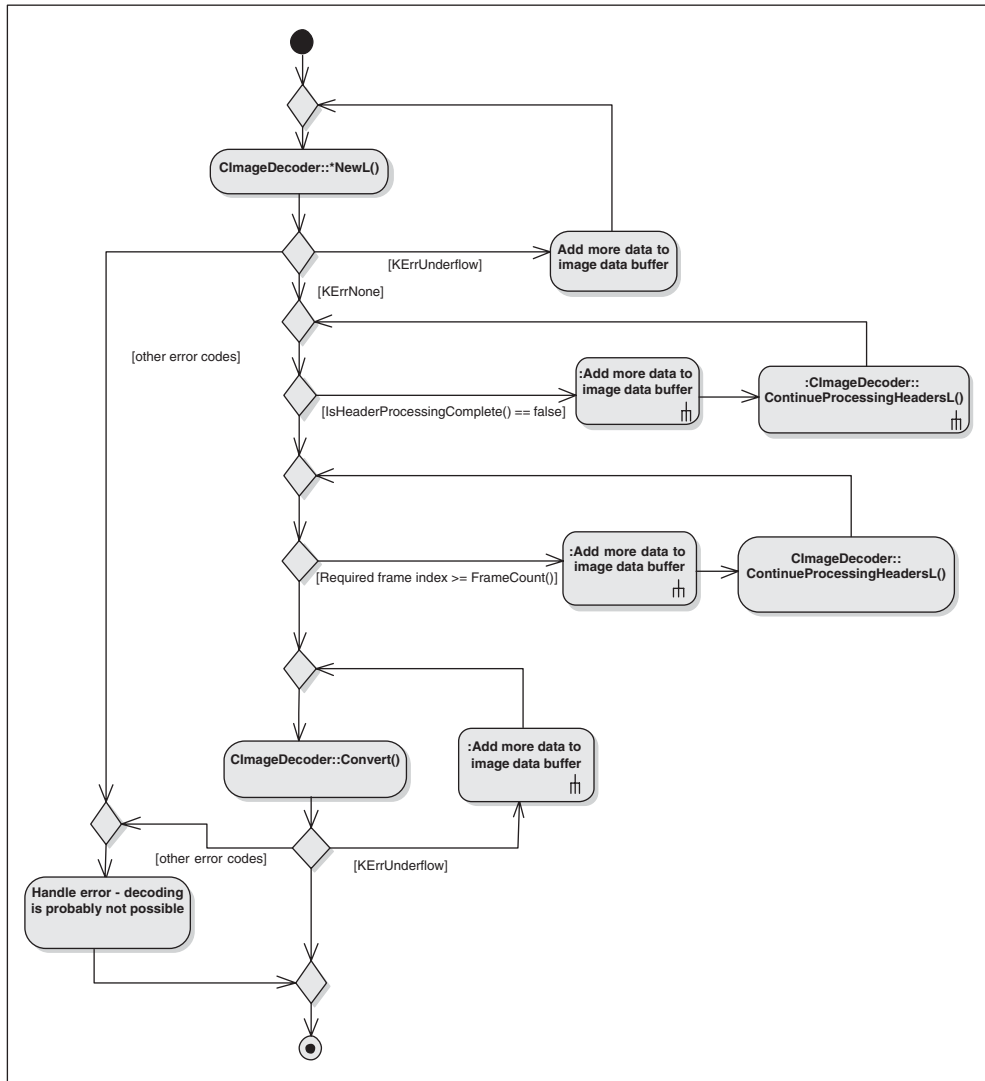 CImageDecoder::*NewL()
Add more data to
image data buffer
[KErrUnderflow]
[KErrNone]
[other error codes]
:Add more data to
image data buffer
:CImageDecoder::
ContinueProcessingHeadersL()
[IsHeaderProcessingComplete() == false]
:Add more data to
image data buffer
CImageDecoder::
ContinueProcessingHeadersL()
[Required frame index >= FrameCount()]
CImageDecoder::Convert()
:Add more data to
image data buffer
[other error codes]
[KErrUnderflow]
Handle error - decoding
is probably not possible